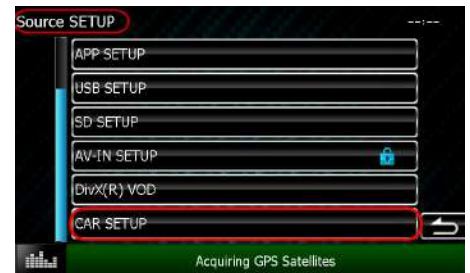 Source SETUP
--:--
APP SETUP
USB SETUP
SD SETUP
AV-IN SETUP
DivX(R) VOD
CAR SETUP
Acquiring GPS Satellites